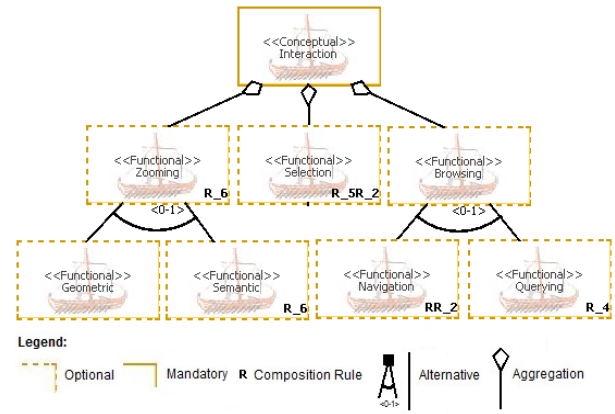 <<Conceptual>>
Interaction
<<Functional>>
Zooming
R_6
<<Functional>>
Selection
R_5R_2
<<Functional>>
Browsing
<0-1>
<0-1>
<<Functional>>
Geometric
<<Functional>>
Semantic
R_6
<<Functional>>
Navigation
RR_2
<<Functional>>
Querying
R_4
Legend:
Optional Mandatory R Composition Rule <0-1> Alternative Aggregation